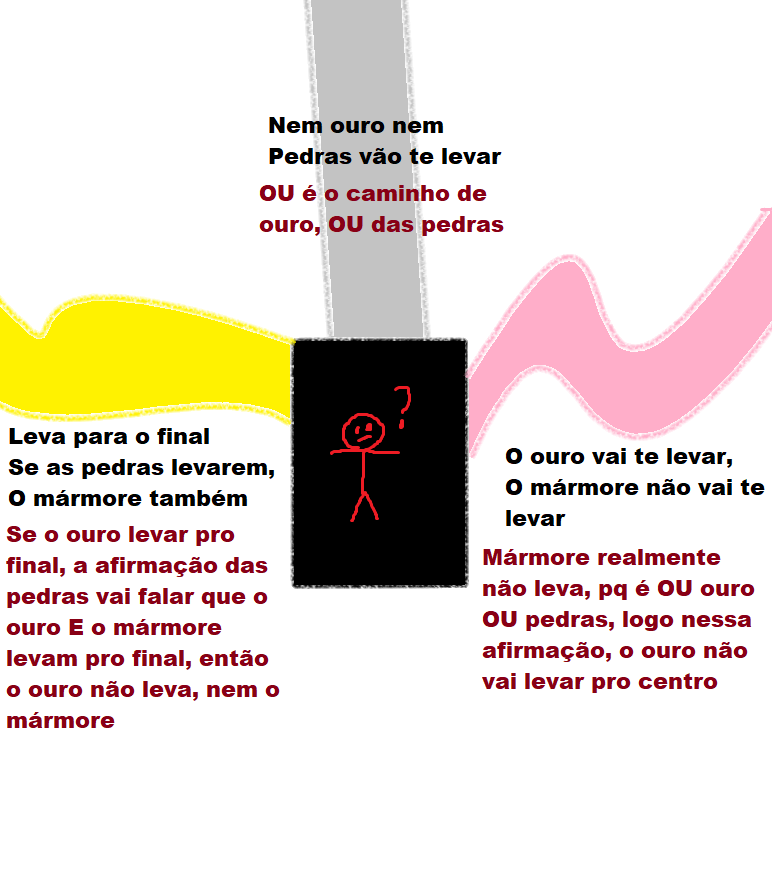 Nem ouro nem
Pedras vão te levar
OU é o caminho de
ouro, OU das pedras
Leva para o final
Se as pedras levarem,
O mármore também
Se o ouro levar pro
final, a afirmação das
pedras vai falar que o
ouro E o mármore
levam pro final, então
o ouro não leva, nem o
mármore
O ouro vai te levar,
O mármore não vai te
levar
Mármore realmente
não leva, pq é OU ouro
OU pedras, logo nessa
afirmação, o ouro não
vai levar pro centro
?